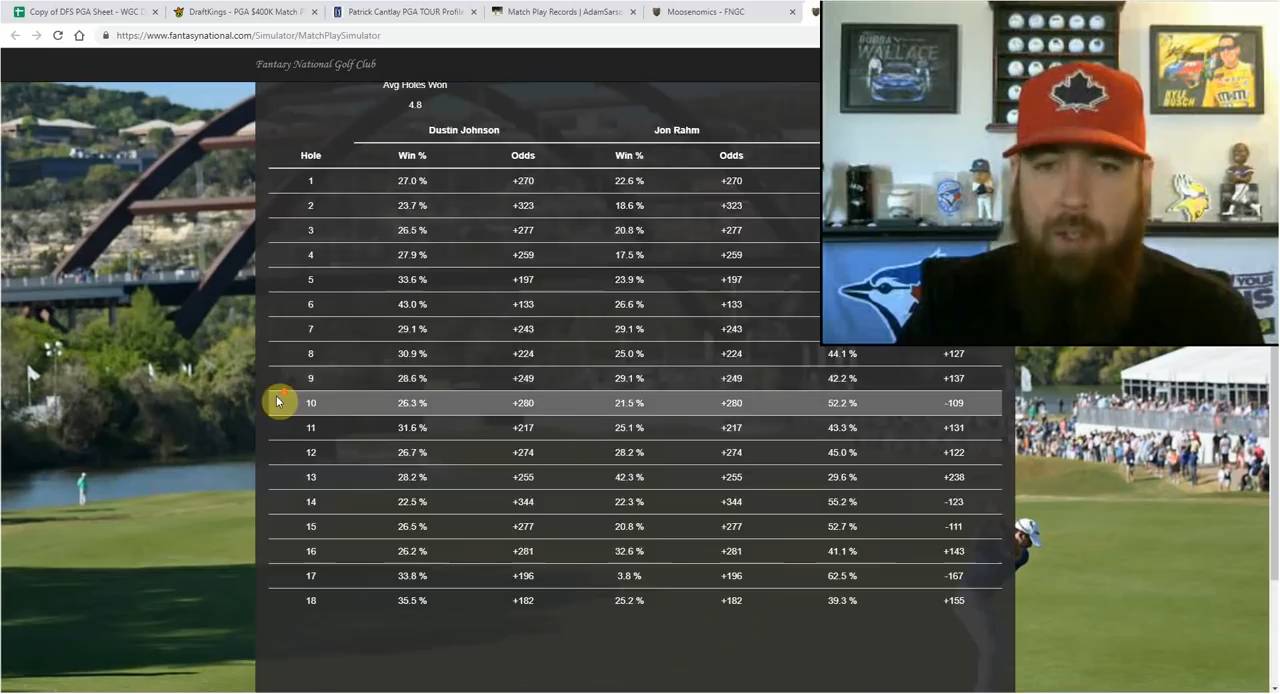 Copy of DFS PGA Sheet - WGC D
DraftKings - PGA $400K Match P
Patrick Cantlay PGA TOUR Profile
Match Play Records | AdamSarso
Moosenomics - FNGC
https://www.fantasynational.com/Simulator/MatchPlaySimulator
Fantasy National Golf Club
BUBBA WALLACE
KYLE BUSCH
Avg Holes Won
4.8
Dustin Johnson Jon Rahm
Hole Win % Odds Win % Odds
1 27.0 % +270 22.6 % +270
2 23.7 % +323 18.6 % +323
3 26.5 % +277 20.8 % +277
4 27.9 % +259 17.5 % +259
5 33.6 % +197 23.9 % +197
6 43.0 % +133 26.6 % +133
7 29.1 % +243 29.1 % +243
8 30.9 % +224 25.0 % +224 44.1 % +127
9 28.6 % +249 29.1 % +249 42.2 % +137
10 26.3 % +280 21.5 % +280 52.2 % -109
11 31.6 % +217 25.1 % +217 43.3 % +131
12 26.7 % +274 28.2 % +274 45.0 % +122
13 28.2 % +255 42.3 % +255 29.6 % +238
14 22.5 % +344 22.3 % +344 55.2 % -123
15 26.5 % +277 20.8 % +277 52.7 % -111
16 26.2 % +281 32.6 % +281 41.1 % +143
17 33.8 % +196 3.8 % +196 62.5 % -167
18 35.5 % +182 25.2 % +182 39.3 % +155